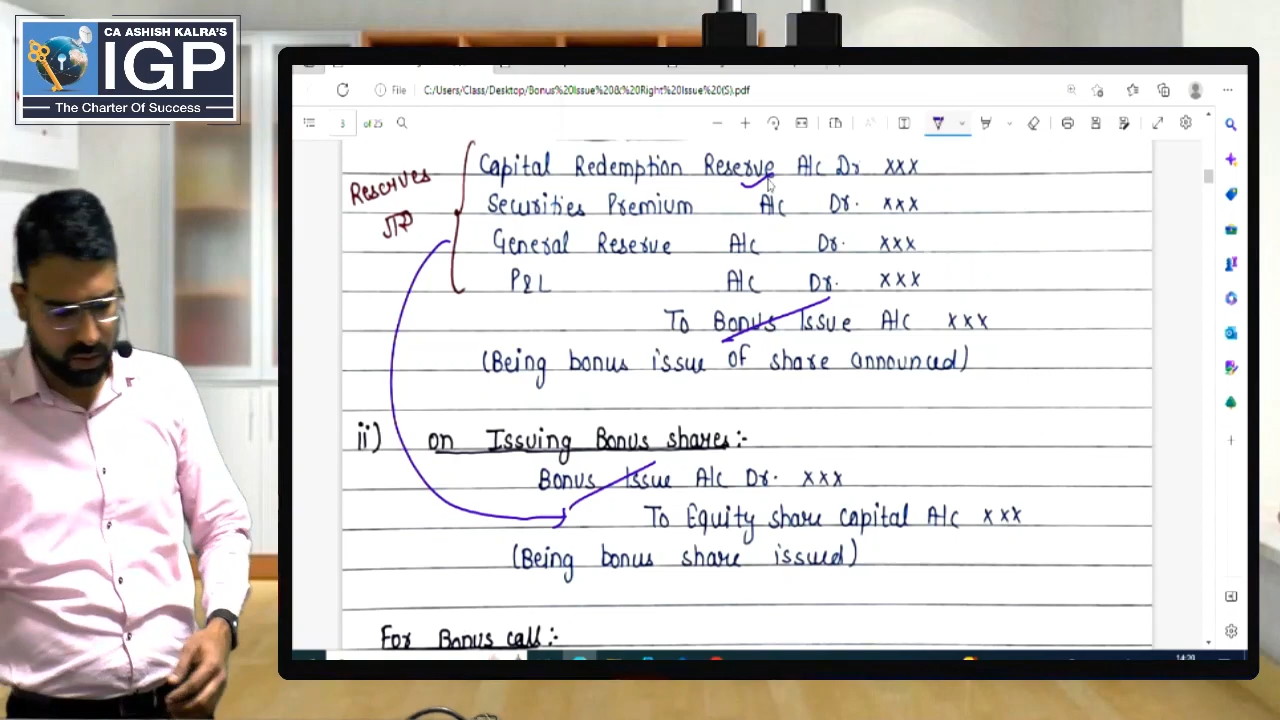 CA ASHISH KALRA'S
IGP
The Charter Of Success
File
C:/Users/Class/Desktop/Bonus%20Issue%20&%20Right%20Issue%20(S).pdf
3 of 25
Reserves
Capital Redemption Reserve A/c Dr xxx
Securities Premium A/c Dr. xxx
General Reserve A/c Dr. xxx
P&L A/c Dr. xxx
To Bonus Issue A/c xxx
(Being bonus issue of share announced)
ii) on Issuing Bonus shares:-
Bonus Issue A/c Dr. xxx
To Equity share capital A/c xxx
(Being bonus share issued)
For Bonus call:-